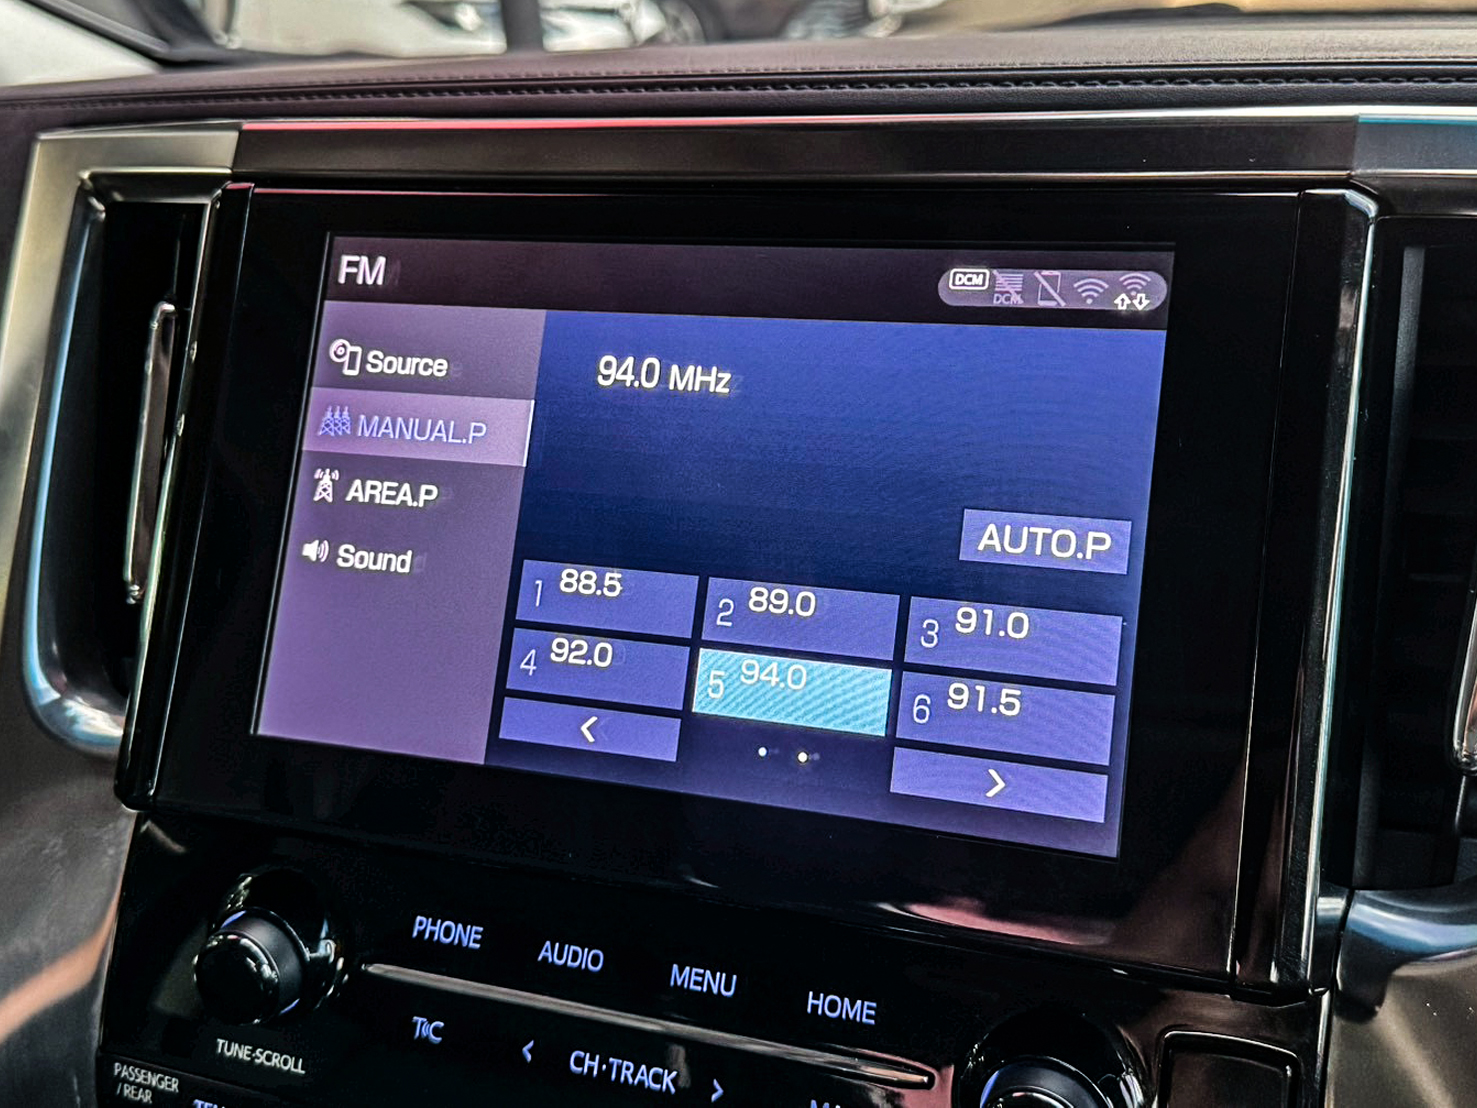 FM
DCM
DCM
Source
94.0 MHz
MANUAL.P
AREA.P
AUTO.P
Sound
1 88.5
2 89.0
3 91.0
4 92.0
5 94.0
6 91.5
<
>
PHONE
AUDIO
MENU
HOME
TUNE·SCROLL
< CH·TRACK >
PASSENGER
/ REAR